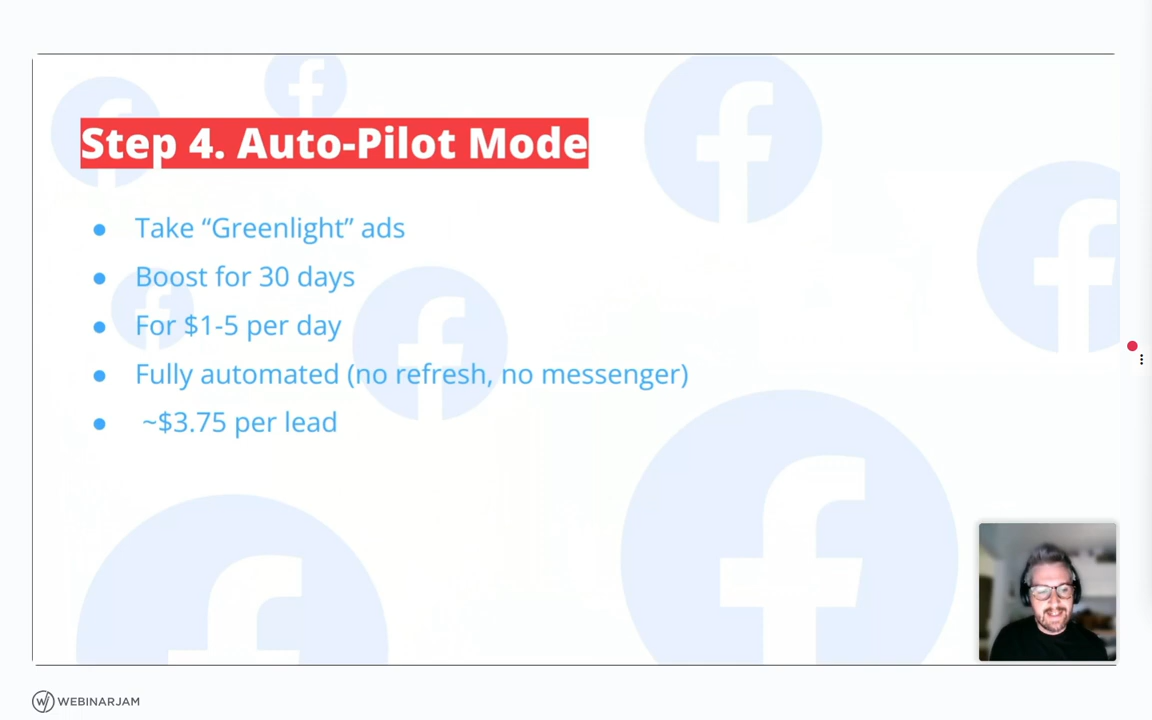 Step 4. Auto-Pilot Mode
● Take “Greenlight” ads
● Boost for 30 days
● For $1-5 per day
● Fully automated (no refresh, no messenger)
● ~$3.75 per lead
WEBINARJAM